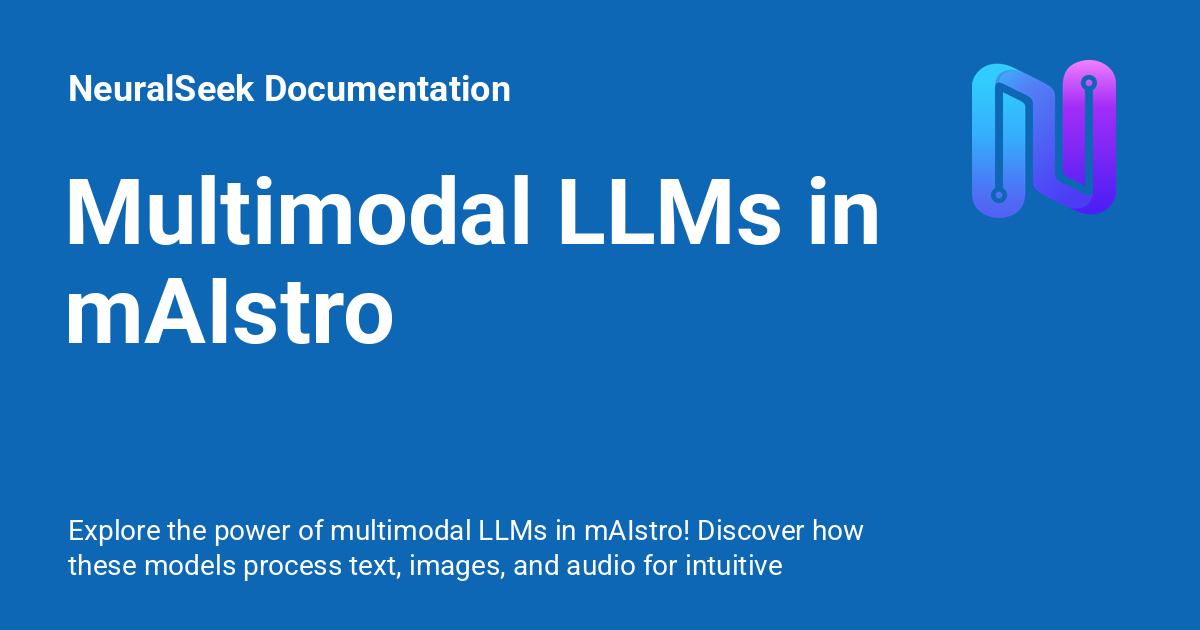 NeuralSeek Documentation
Multimodal LLMs in
mAIstro
Explore the power of multimodal LLMs in mAIstro! Discover how
these models process text, images, and audio for intuitive